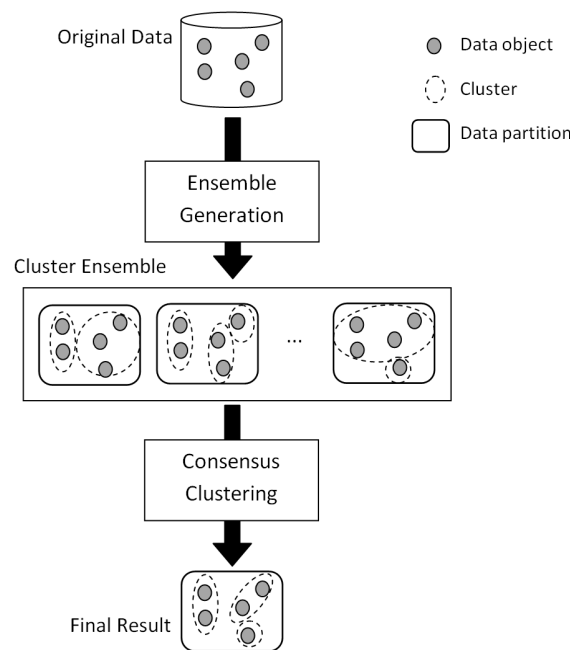 Original Data
Data object
Cluster
Data partition
Ensemble
Generation
Cluster Ensemble
...
Consensus
Clustering
Final Result